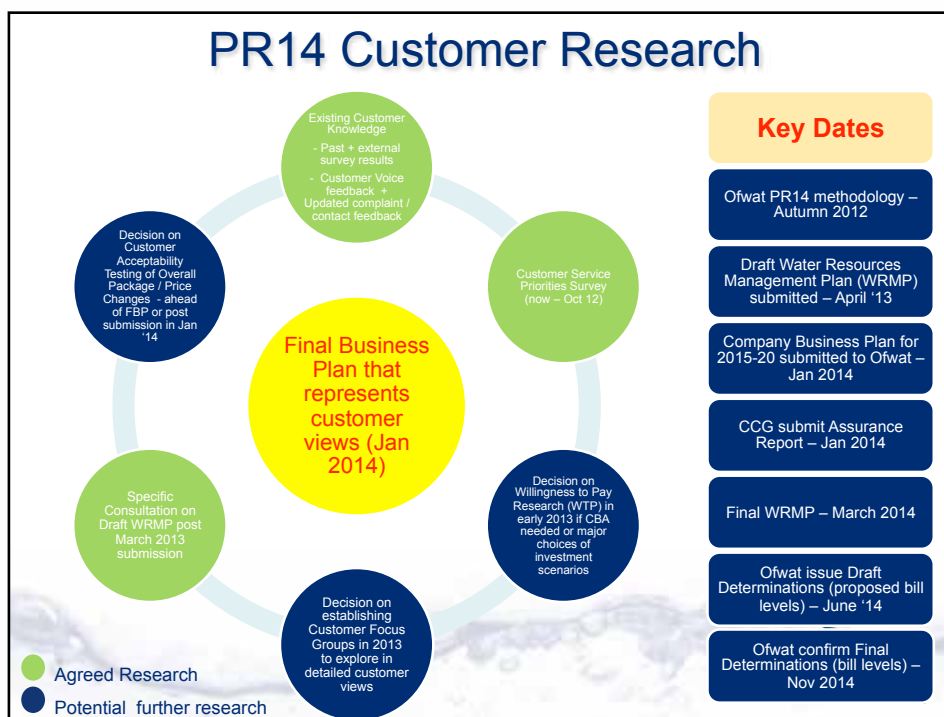 PR14 Customer Research
Existing Customer
Knowledge
- Past + external
survey results
- Customer Voice
feedback +
Updated complaint /
contact feedback
Customer Service
Priorities Survey
(now – Oct 12)
Decision on
Willingness to Pay
Research (WTP) in
early 2013 if CBA
needed or major
choices of
investment
scenarios
Decision on
establishing
Customer Focus
Groups in 2013
to explore in
detailed customer
views
Specific
Consultation on
Draft WRMP post
March 2013
submission
Decision on
Customer
Acceptability
Testing of Overall
Package / Price
Changes - ahead
of FBP or post
submission in Jan
‘14
Final Business
Plan that
represents
customer
views (Jan
2014)
Agreed Research
Potential further research
Key Dates
Ofwat PR14 methodology –
Autumn 2012
Draft Water Resources
Management Plan (WRMP)
submitted – April ‘13
Company Business Plan for
2015-20 submitted to Ofwat –
Jan 2014
CCG submit Assurance
Report – Jan 2014
Final WRMP – March 2014
Ofwat issue Draft
Determinations (proposed bill
levels) – June ‘14
Ofwat confirm Final
Determinations (bill levels) –
Nov 2014